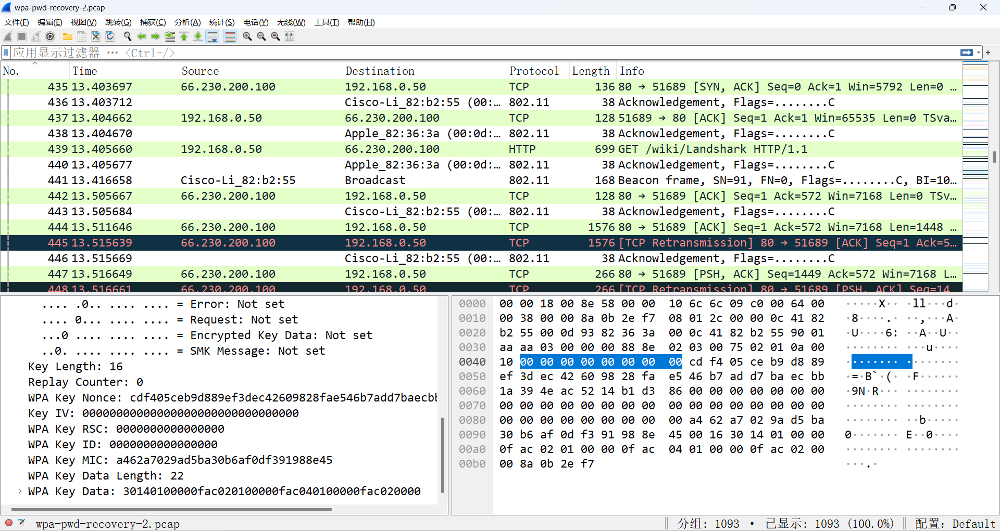 wpa-pwd-recovery-2.pcap
文件(F) 编辑(E) 视图(V) 跳转(G) 捕获(C) 分析(A) 统计(S) 电话(Y) 无线(W) 工具(T) 帮助(H)
应用显示过滤器 ··· <Ctrl-/>
No. Time Source Destination Protocol Length Info
435 13.403697 66.230.200.100 192.168.0.50 TCP 136 80 → 51689 [SYN, ACK] Seq=0 Ack=1 Win=5792 Len=0 …
436 13.403712 Cisco-Li_82:b2:55 (00:… 802.11 38 Acknowledgement, Flags=........C
437 13.404662 192.168.0.50 66.230.200.100 TCP 128 51689 → 80 [ACK] Seq=1 Ack=1 Win=65535 Len=0 TSva…
438 13.404670 Apple_82:36:3a (00:0d:… 802.11 38 Acknowledgement, Flags=........C
439 13.405660 192.168.0.50 66.230.200.100 HTTP 699 GET /wiki/Landshark HTTP/1.1
440 13.405677 Apple_82:36:3a (00:0d:… 802.11 38 Acknowledgement, Flags=........C
441 13.416658 Cisco-Li_82:b2:55 Broadcast 802.11 168 Beacon frame, SN=91, FN=0, Flags=........C, BI=10…
442 13.505667 66.230.200.100 192.168.0.50 TCP 128 80 → 51689 [ACK] Seq=1 Ack=572 Win=7168 Len=0 TSv…
443 13.505684 Cisco-Li_82:b2:55 (00:… 802.11 38 Acknowledgement, Flags=........C
444 13.511646 66.230.200.100 192.168.0.50 TCP 1576 80 → 51689 [ACK] Seq=1 Ack=572 Win=7168 Len=1448 …
445 13.515639 66.230.200.100 192.168.0.50 TCP 1576 [TCP Retransmission] 80 → 51689 [ACK] Seq=1 Ack=5…
446 13.515669 Cisco-Li_82:b2:55 (00:… 802.11 38 Acknowledgement, Flags=........C
447 13.516649 66.230.200.100 192.168.0.50 TCP 266 80 → 51689 [PSH, ACK] Seq=1449 Ack=572 Win=7168 L…
448 13.516661 66.230.200.100 192.168.0.50 TCP 266 [TCP Retransmission] 80 → 51689 [PSH, ACK] Seq=14
.... .0.. .... .... = Error: Not set
.... 0... .... .... = Request: Not set
...0 .... .... .... = Encrypted Key Data: Not set
..0. .... .... .... = SMK Message: Not set
Key Length: 16
Replay Counter: 0
WPA Key Nonce: cdf405ceb9d889ef3dec42609828fae546b7add7baecbb
Key IV: 00000000000000000000000000000000
WPA Key RSC: 0000000000000000
WPA Key ID: 0000000000000000
WPA Key MIC: a462a7029ad5ba30b6af0df391988e45
WPA Key Data Length: 22
> WPA Key Data: 30140100000fac020100000fac040100000fac020000
0000 00 00 18 00 8e 58 00 00 10 6c 6c 09 c0 00 64 00 ·····X·· ·ll···d·
0010 00 38 00 00 8a 0b 2e f7 08 01 2c 00 00 0c 41 82 ·8····.· ··,···A·
0020 b2 55 00 0d 93 82 36 3a 00 0c 41 82 b2 55 90 01 ·U····6: ··A··U··
0030 aa aa 03 00 00 00 88 8e 02 03 00 75 02 01 0a 00 ········ ···u····
0040 10 00 00 00 00 00 00 00 00 cd f4 05 ce b9 d8 89 ········ ········
0050 ef 3d ec 42 60 98 28 fa e5 46 b7 ad d7 ba ec bb ·=·B`·(· ·F······
0060 1a 39 4e ac 52 14 b1 d3 86 00 00 00 00 00 00 00 ·9N·R··· ········
0070 00 00 00 00 00 00 00 00 00 00 00 00 00 00 00 00 ········ ········
0080 00 00 00 00 00 00 00 00 00 a4 62 a7 02 9a d5 ba ········ ··b·····
0090 30 b6 af 0d f3 91 98 8e 45 00 16 30 14 01 00 00 0······· E··0····
00a0 0f ac 02 01 00 00 0f ac 04 01 00 00 0f ac 02 00 ········ ········
00b0 00 8a 0b 2e f7 ···.·
wpa-pwd-recovery-2.pcap 分组: 1093 · 已显示: 1093 (100.0%) 配置: Default